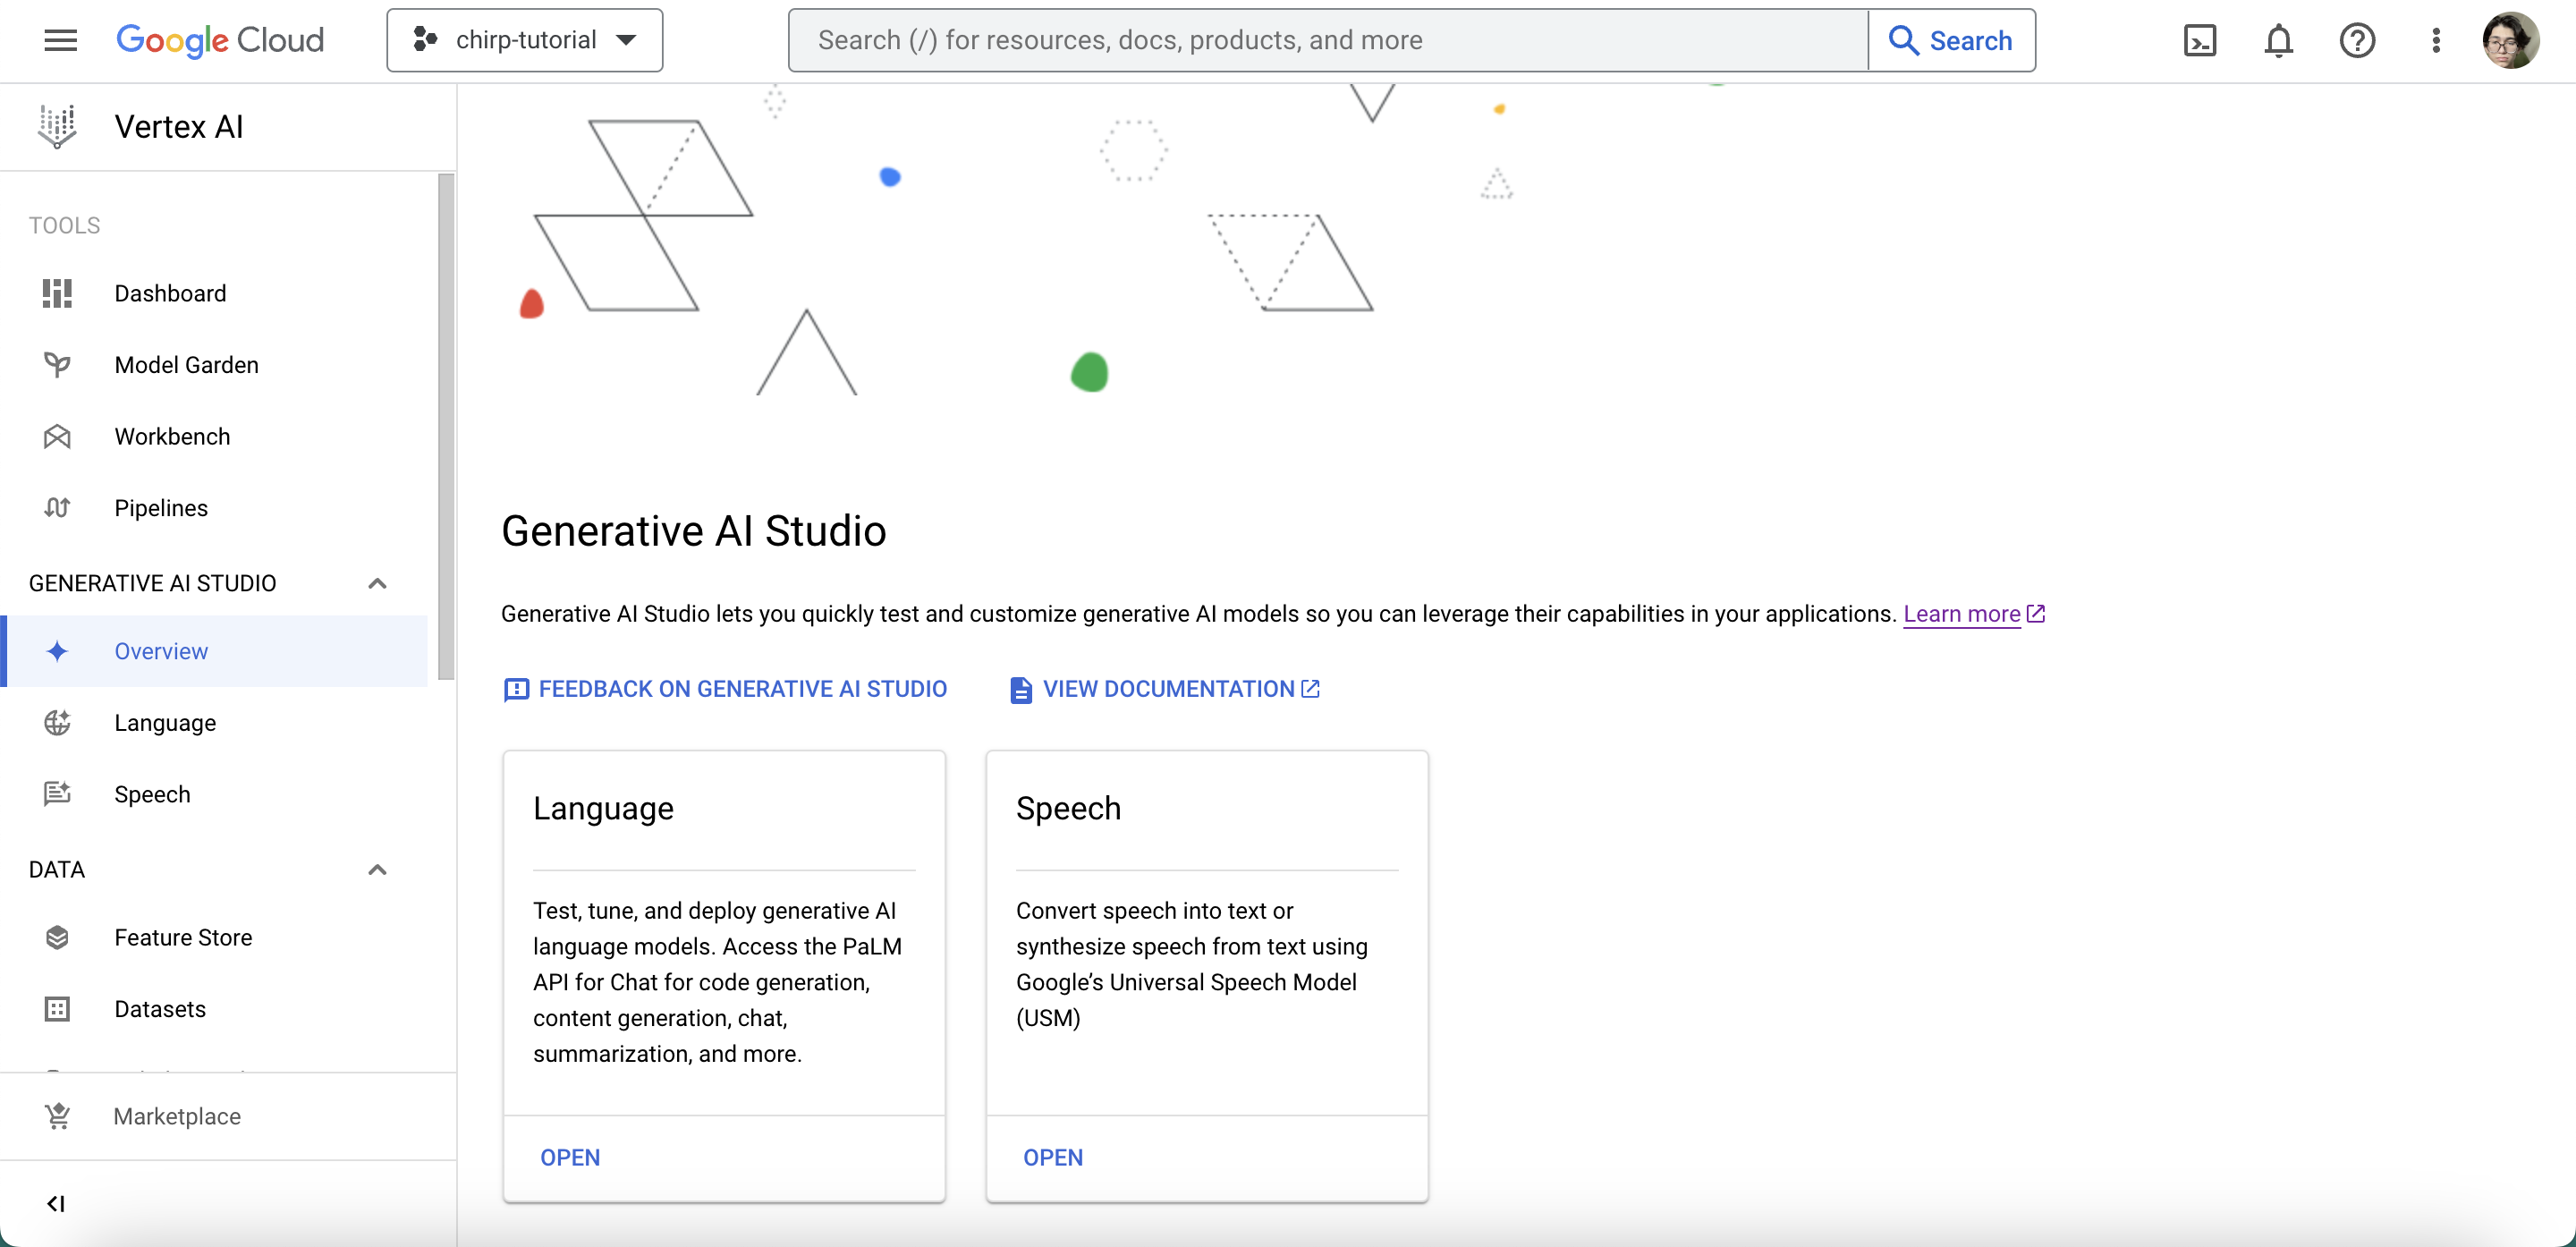 Google Cloud
chirp-tutorial
Search (/) for resources, docs, products, and more
Search
Vertex AI
TOOLS
Dashboard
Model Garden
Workbench
Pipelines
GENERATIVE AI STUDIO
Overview
Language
Speech
DATA
Feature Store
Datasets
Marketplace
Generative AI Studio
Generative AI Studio lets you quickly test and customize generative AI models so you can leverage their capabilities in your applications. Learn more
FEEDBACK ON GENERATIVE AI STUDIO
VIEW DOCUMENTATION
Language
Test, tune, and deploy generative AI
language models. Access the PaLM
API for Chat for code generation,
content generation, chat,
summarization, and more.
OPEN
Speech
Convert speech into text or
synthesize speech from text using
Google’s Universal Speech Model
(USM)
OPEN